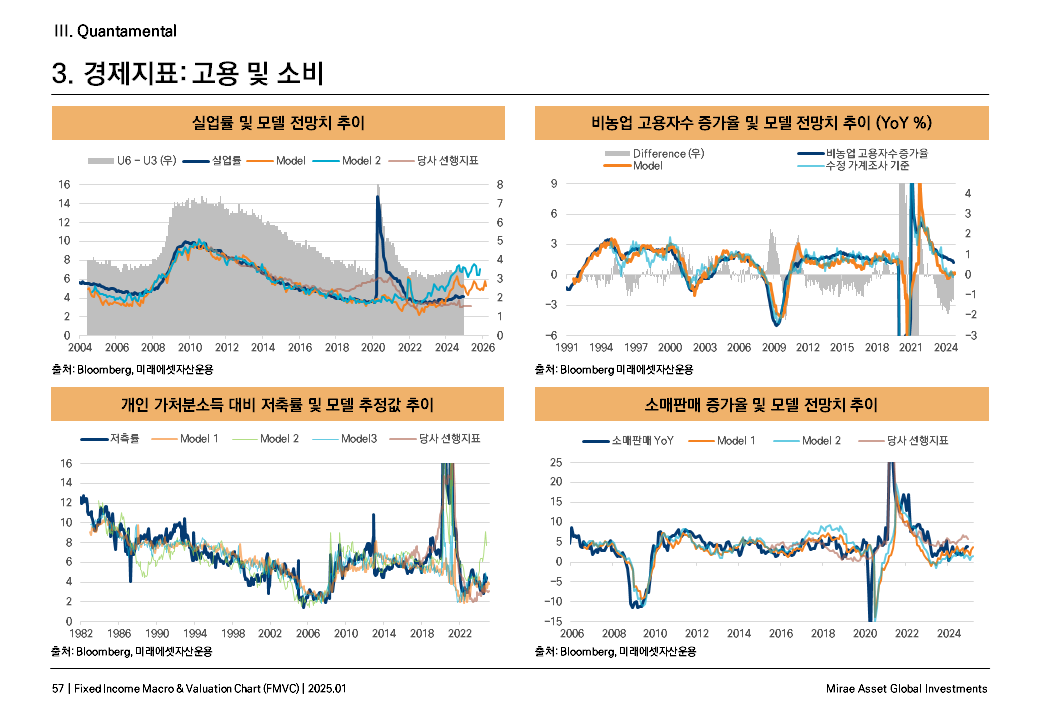 III. Quantamental
3. 경제지표: 고용 및 소비
실업률 및 모델 전망치 추이
U6 - U3 (우) 실업률 Model Model 2 당사 선행지표
16 8
14 7
12 6
10 5
8 4
6 3
4 2
2 1
0 0
2004 2006 2008 2010 2012 2014 2016 2018 2020 2022 2024 2026
출처: Bloomberg, 미래에셋자산운용
비농업 고용자수 증가율 및 모델 전망치 추이 (YoY %)
Difference (우) 비농업 고용자수 증가율
Model 수정 가계조사 기준
9 4
6 3
3 2
0 1
-3 0
-6 -1
-2
-3
1991 1994 1997 2000 2003 2006 2009 2012 2015 2018 2021 2024
출처: Bloomberg 미래에셋자산운용
개인 가처분소득 대비 저축률 및 모델 추정값 추이
저축률 Model 1 Model 2 Model3 당사 선행지표
16
14
12
10
8
6
4
2
0
1982 1986 1990 1994 1998 2002 2006 2010 2014 2018 2022
출처: Bloomberg, 미래에셋자산운용
소매판매 증가율 및 모델 전망치 추이
소매판매 YoY Model 1 Model 2 당사 선행지표
25
20
15
10
5
0
-5
-10
-15
2006 2008 2010 2012 2014 2016 2018 2020 2022 2024
출처: Bloomberg, 미래에셋자산운용
57 | Fixed Income Macro & Valuation Chart (FMVC) | 2025.01
Mirae Asset Global Investments